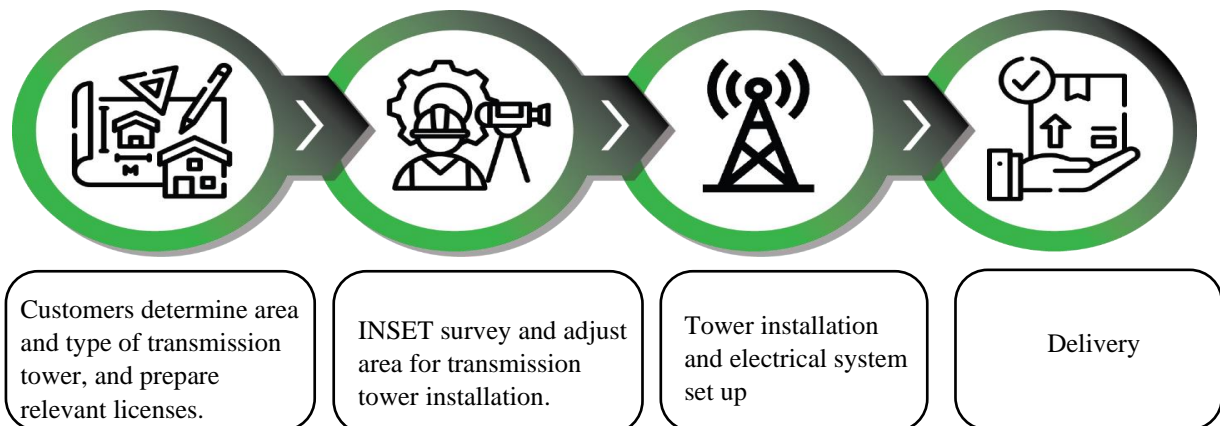 Customers determine area
and type of transmission
tower, and prepare
relevant licenses.
INSET survey and adjust
area for transmission
tower installation.
Tower installation
and electrical system
set up
Delivery